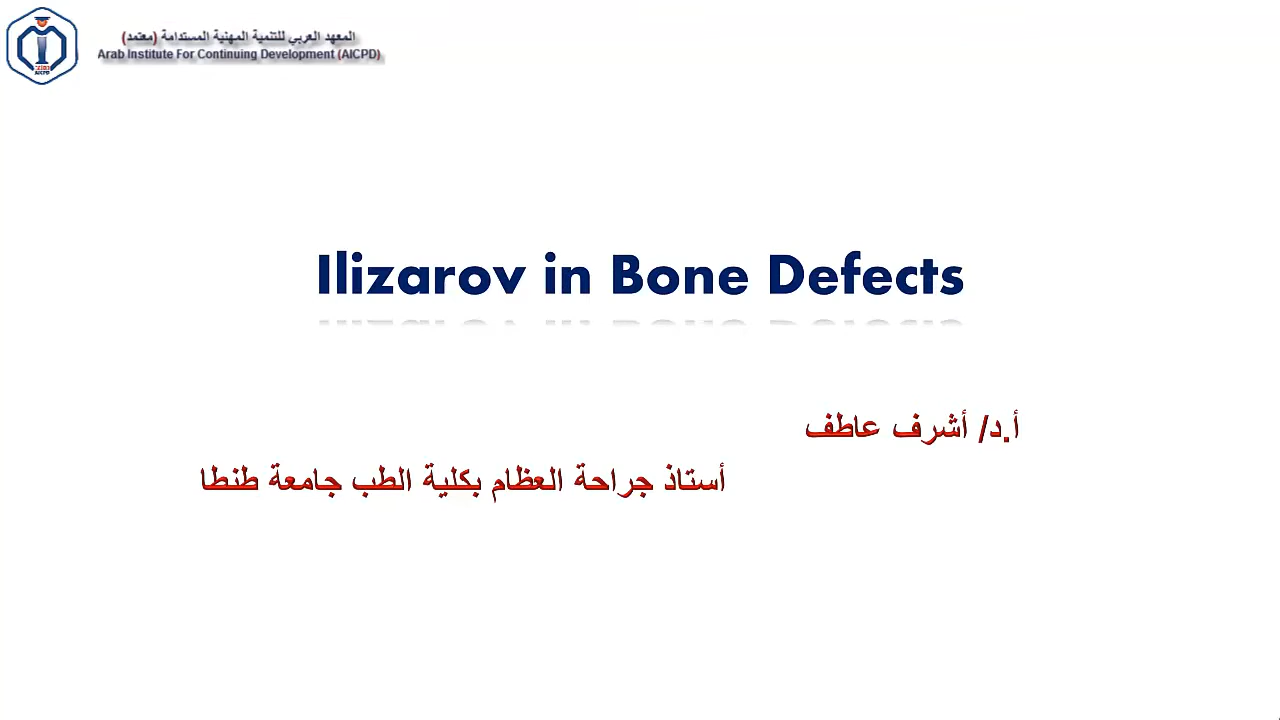 المعهد العربي للتنمية المهنية المستدامة (معتمد)
Arab Institute For Continuing Development (AICPD)
AICPD
Ilizarov in Bone Defects
أ.د/ أشرف عاطف
أستاذ جراحة العظام بكلية الطب جامعة طنطا